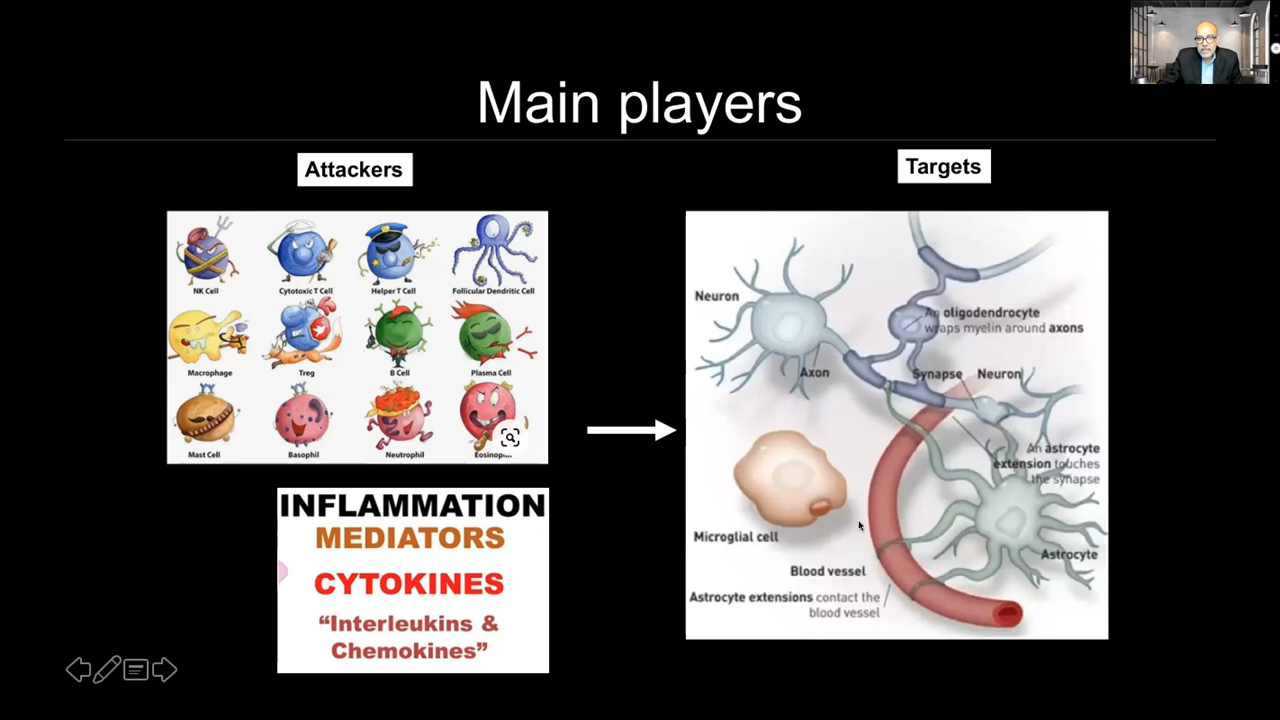 Main players
Attackers
Targets
NK Cell
Cytotoxic T Cell
Helper T Cell
Follicular Dendritic Cell
Macrophage
Treg
B Cell
Plasma Cell
Mast Cell
Basophil
Neutrophil
INFLAMMATION
MEDIATORS
CYTOKINES
“Interleukins &
Chemokines”
Neuron
An oligodendrocyte
wraps myelin around axons
Axon
Synapse
Neuron
An astrocyte
extension touches
the synapse
Microglial cell
Astrocyte
Blood vessel
Astrocyte extensions contact the
blood vessel